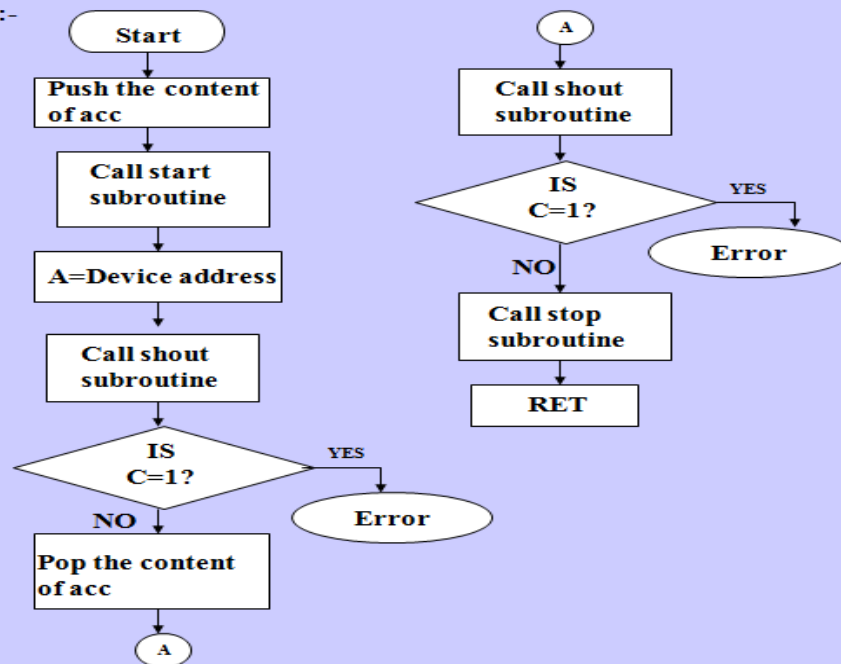 :-
Start
Push the content
of acc
Call start
subroutine
A=Device address
Call shout
subroutine
IS
C=1?
YES
Error
NO
Pop the content
of acc
A
A
Call shout
subroutine
IS
C=1?
YES
Error
NO
Call stop
subroutine
RET